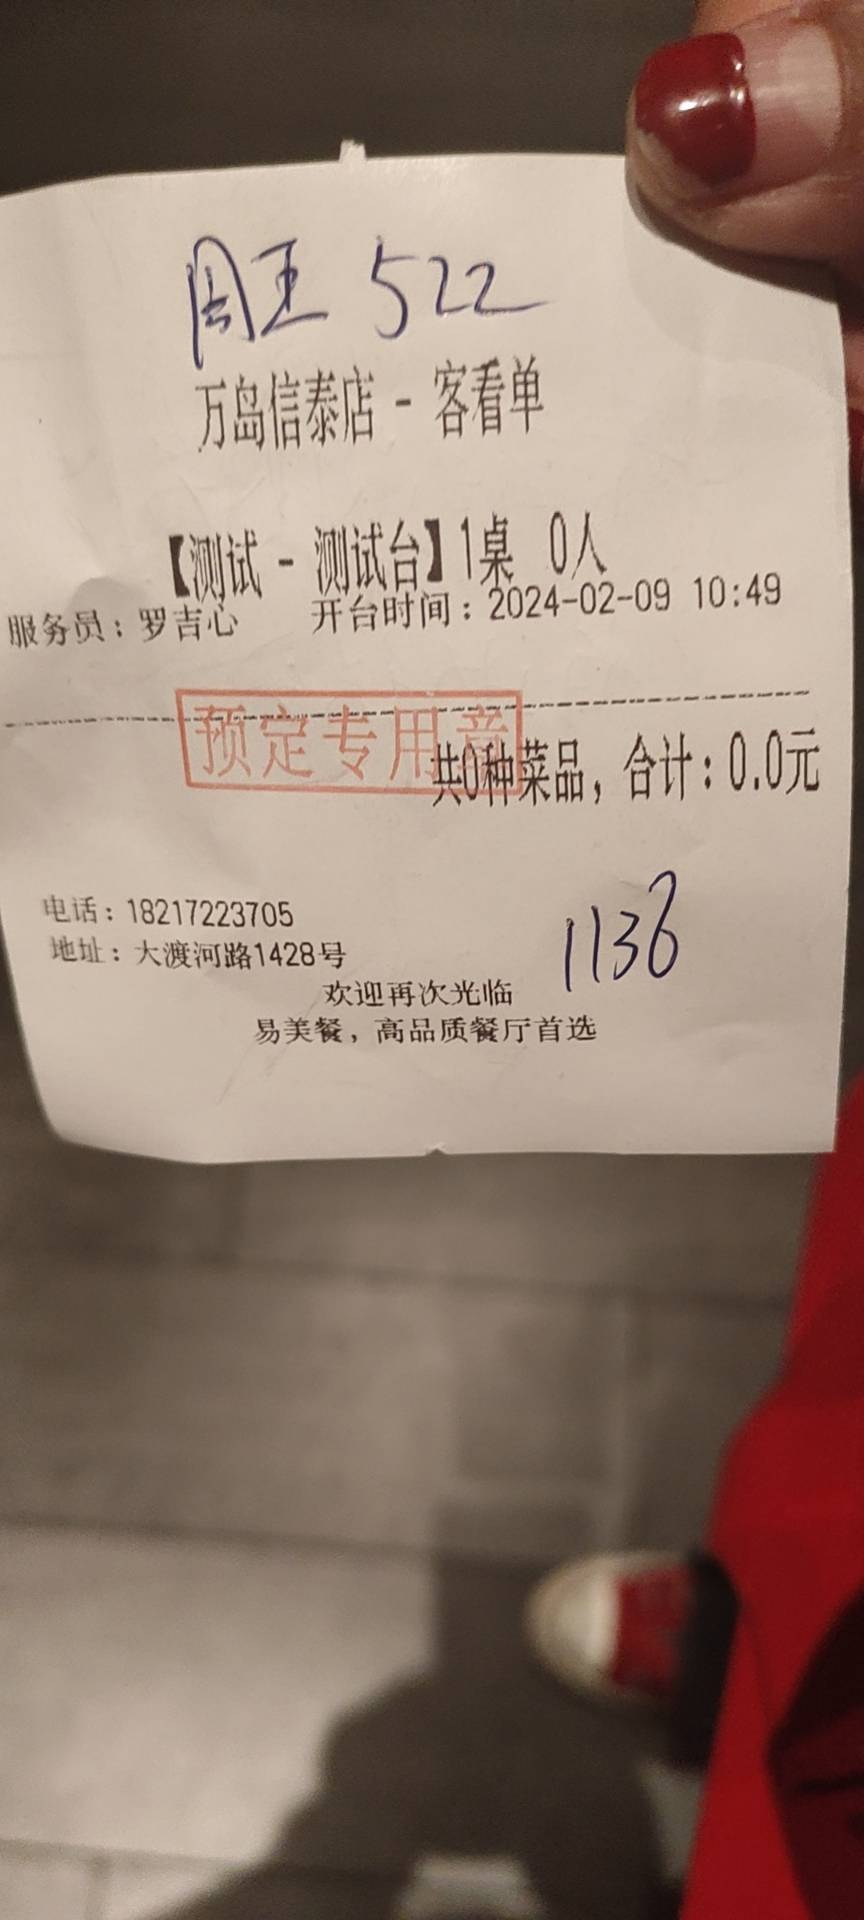 周王 522
万岛信泰店 - 客看单
【测试 - 测试台】1桌 0人
服务员：罗吉心 开台时间：2024-02-09 10:49
预定专用章
共0种菜品，合计：0.0元
电话：18217223705
地址：大渡河路1428号
1138
欢迎再次光临
易美餐，高品质餐厅首选